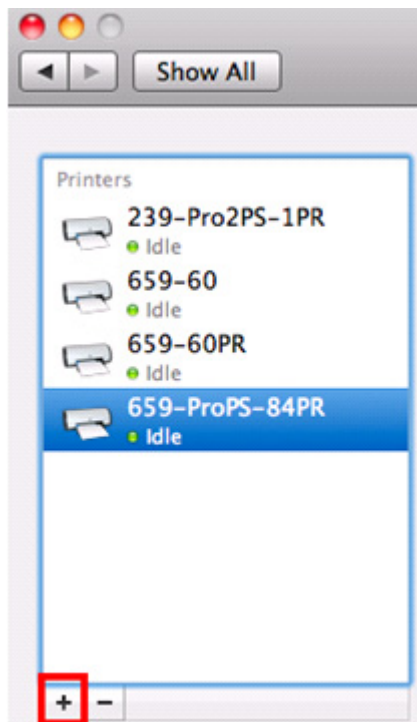 Show All
Printers
239-Pro2PS-1PR
Idle
659-60
Idle
659-60PR
Idle
659-ProPS-84PR
Idle
+ −